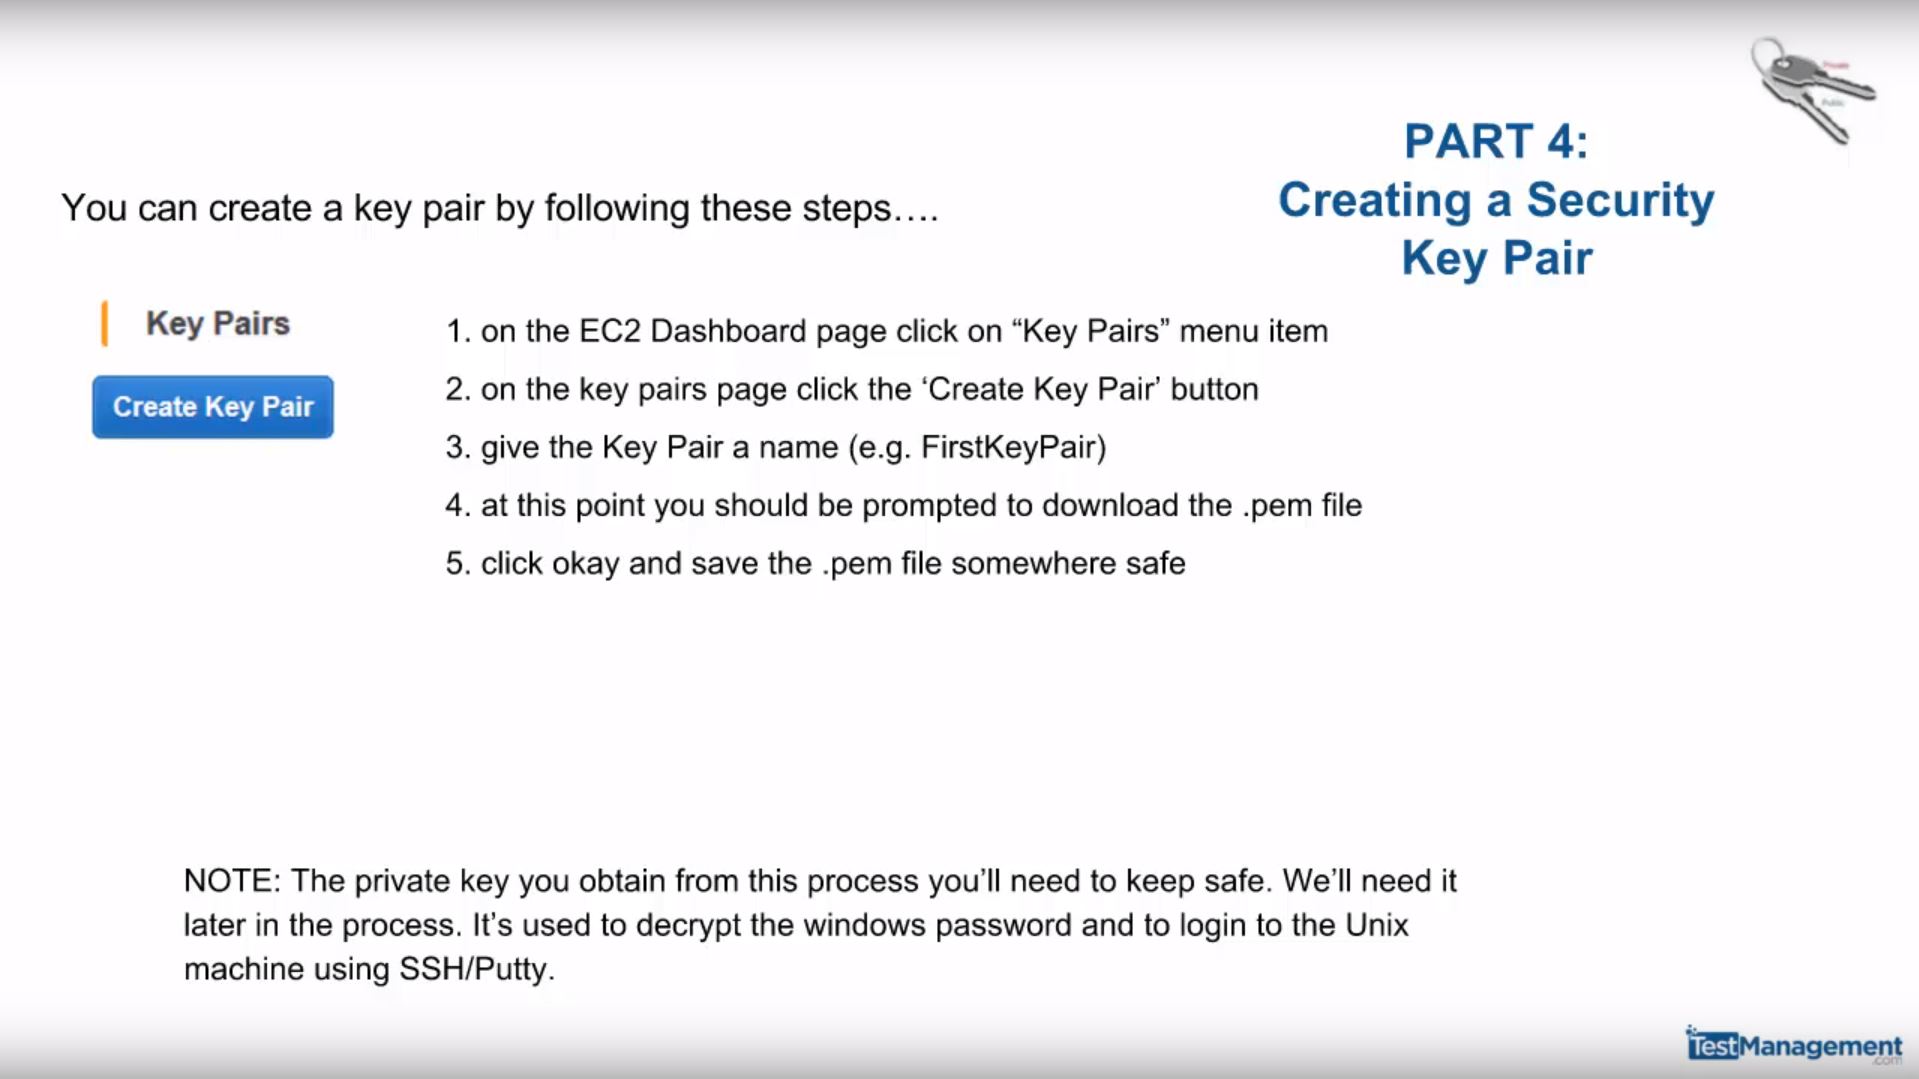 Private
Public
PART 4:
Creating a Security
Key Pair
You can create a key pair by following these steps….
Key Pairs
Create Key Pair
1. on the EC2 Dashboard page click on “Key Pairs” menu item
2. on the key pairs page click the ‘Create Key Pair’ button
3. give the Key Pair a name (e.g. FirstKeyPair)
4. at this point you should be prompted to download the .pem file
5. click okay and save the .pem file somewhere safe
NOTE: The private key you obtain from this process you’ll need to keep safe. We’ll need it
later in the process. It’s used to decrypt the windows password and to login to the Unix
machine using SSH/Putty.
TestManagement
.com